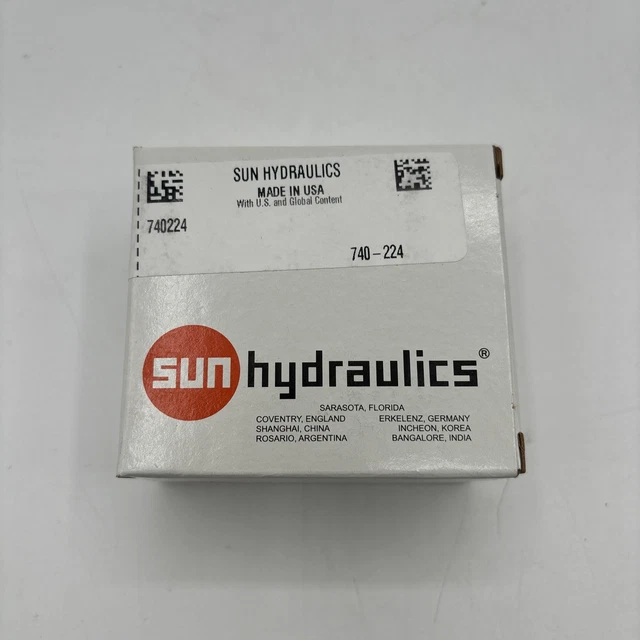 SUN HYDRAULICS
MADE IN USA
With U.S. and Global Content
740224
740-224
sun hydraulics®
SARASOTA, FLORIDA
COVENTRY, ENGLAND ERKELENZ, GERMANY
SHANGHAI, CHINA INCHEON, KOREA
ROSARIO, ARGENTINA BANGALORE, INDIA